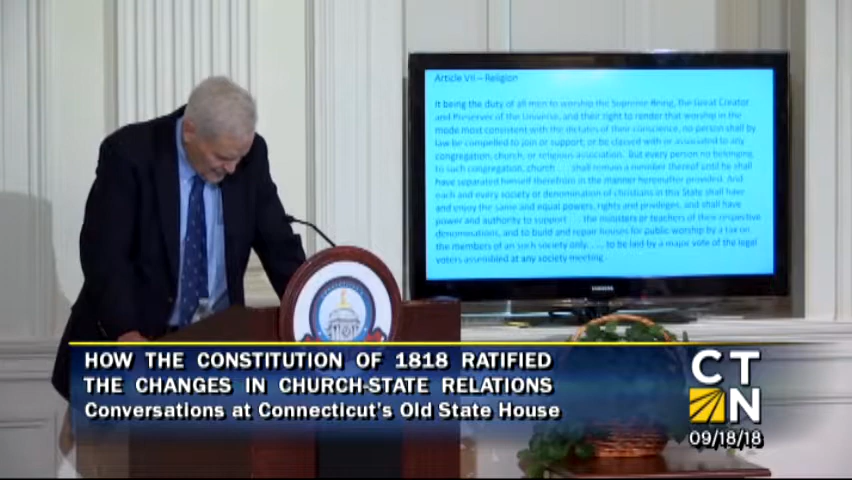 Article VII – Religion
It being the duty of all men to worship the Supreme Being, the Great Creator
and Preserver of the Universe, and their right to render that worship in the
mode most consistent with the dictates of their conscience, no person shall by
law be compelled to join or support, or be classed with or associated to any
congregation, church, or religious association. But every person no belonging
to such congregation, church . . . shall remain a member thereof until he shall
have separated himself therefrom in the manner hereinafter provided. And
each and every society or denomination of christians in this State shall have
and enjoy the same and equal powers, rights and privileges, and shall have
power and authority to support . . . the ministers or teachers of their respective
denominations, and to build and repair houses for public worship by a tax on
the members of an such society only. . . ., to be laid by a major vote of the legal
voters assembled at any society meeting
SAMSUNG
HOW THE CONSTITUTION OF 1818 RATIFIED
THE CHANGES IN CHURCH-STATE RELATIONS
Conversations at Connecticut's Old State House
CT
N
09/18/18